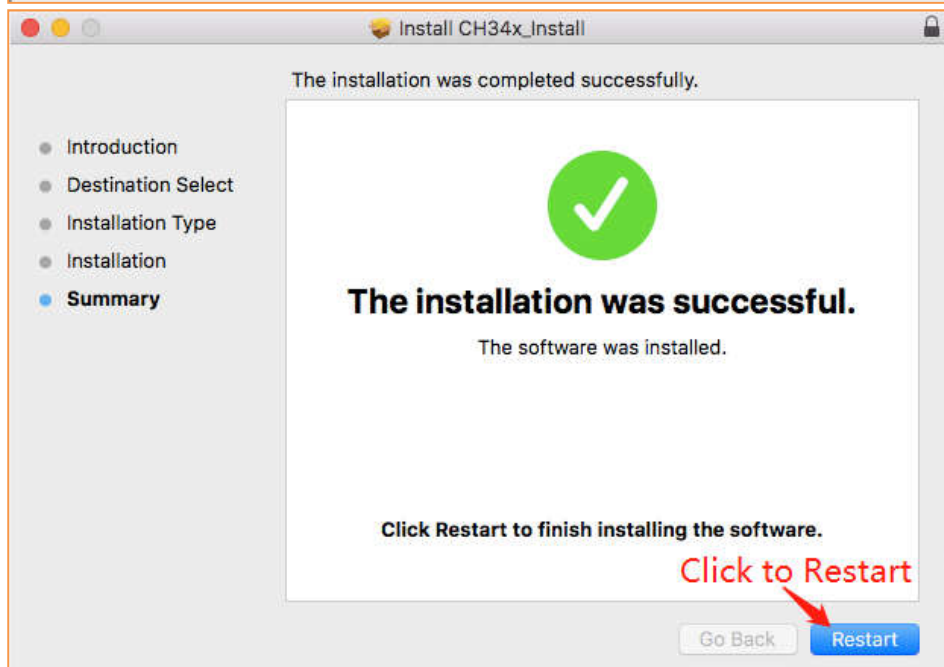 Install CH34x_Install
The installation was completed successfully.
Introduction
Destination Select
Installation Type
Installation
Summary
The installation was successful.
The software was installed.
Click Restart to finish installing the software.
Click to Restart
Go Back
Restart